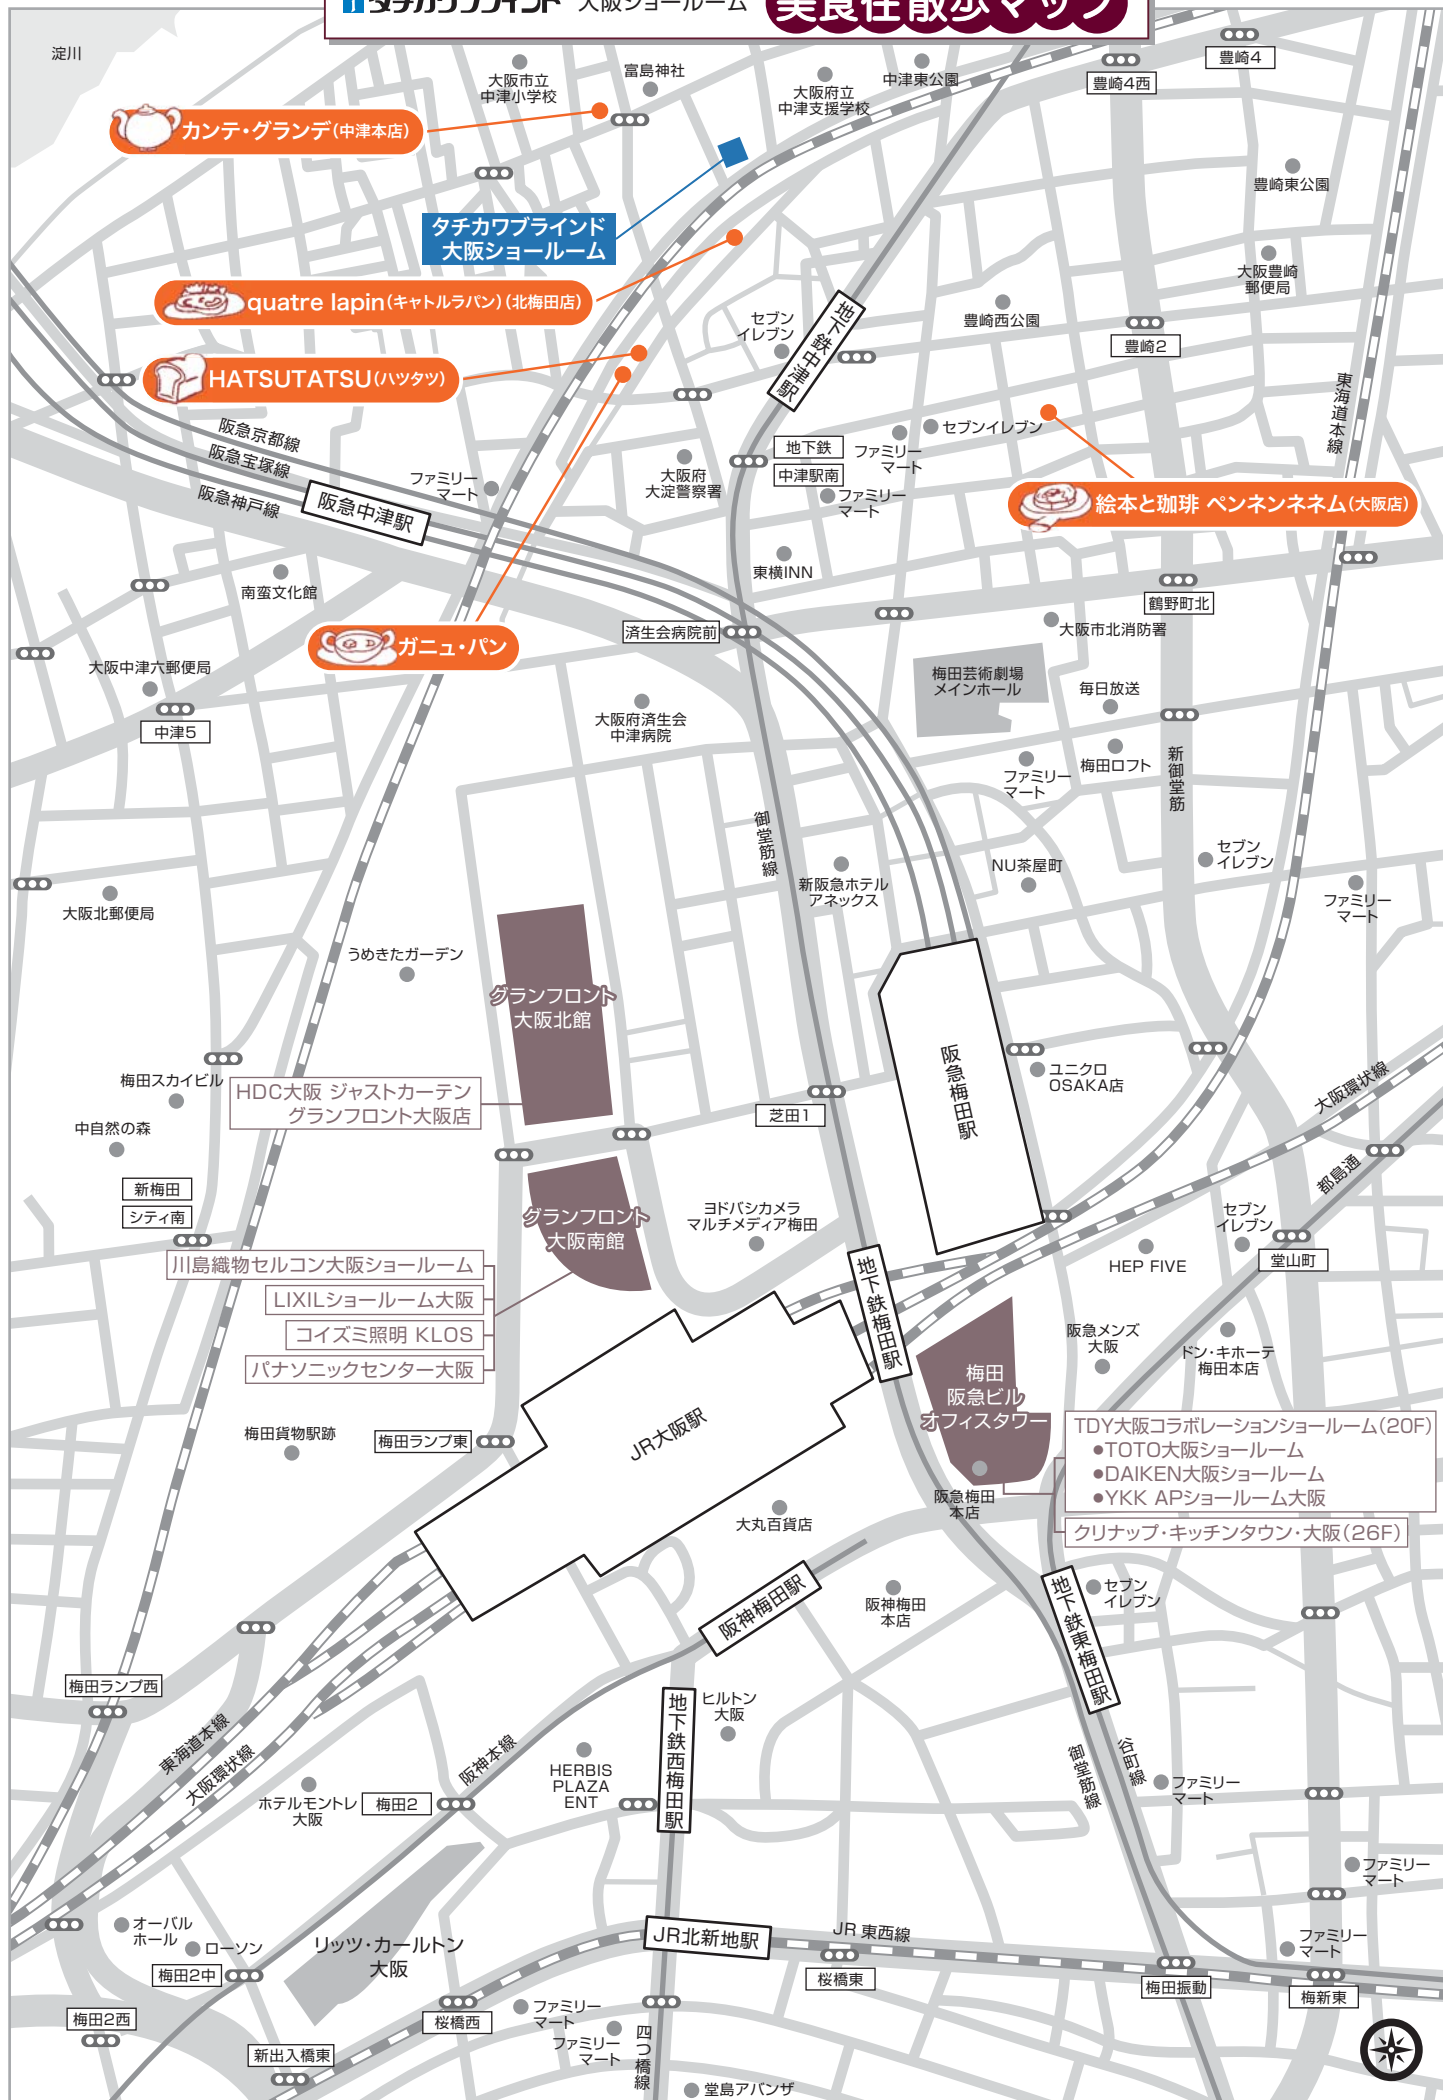 タチカワブラインド 大阪ショールーム 美食住散歩マップ
淀川
大阪市立
中津小学校
富島神社
大阪府立
中津支援学校
中津東公園
豊崎4西
豊崎4
カンテ・グランデ(中津本店)
豊崎東公園
タチカワブラインド
大阪ショールーム
大阪豊崎
郵便局
quatre lapin(キャトルラパン)(北梅田店)
セブン
イレブン
地下鉄中津駅
豊崎西公園
豊崎2
HATSUTATSU(ハツタツ)
東海道本線
阪急京都線
阪急宝塚線
阪急神戸線
阪急中津駅
ファミリー
マート
大阪府
大淀警察署
地下鉄
中津駅南
ファミリー
マート
セブンイレブン
ファミリー
マート
絵本と珈琲 ペンネンネネム(大阪店)
東横INN
南蛮文化館
鶴野町北
ガニュ・パン
済生会病院前
大阪市北消防署
大阪中津六郵便局
中津5
大阪府済生会
中津病院
梅田芸術劇場
メインホール
毎日放送
梅田ロフト
ファミリー
マート
新御堂筋
御堂筋線
セブン
イレブン
新阪急ホテル
アネックス
NU茶屋町
ファミリー
マート
大阪北郵便局
うめきたガーデン
グランフロント
大阪北館
阪急梅田駅
ユニクロ
OSAKA店
梅田スカイビル
HDC大阪 ジャストカーテン
グランフロント大阪店
芝田1
大阪環状線
中自然の森
新梅田
シティ南
都島通
グランフロント
大阪南館
ヨドバシカメラ
マルチメディア梅田
セブン
イレブン
堂山町
HEP FIVE
川島織物セルコン大阪ショールーム
LIXILショールーム大阪
コイズミ照明 KLOS
パナソニックセンター大阪
地下鉄梅田駅
阪急メンズ
大阪
ドン・キホーテ
梅田本店
梅田
阪急ビル
オフィスタワー
JR大阪駅
梅田貨物駅跡
梅田ランプ東
TDY大阪コラボレーションショールーム(20F)
●TOTO大阪ショールーム
●DAIKEN大阪ショールーム
●YKK APショールーム大阪
クリナップ・キッチンタウン・大阪(26F)
阪急梅田
本店
大丸百貨店
阪神梅田駅
阪神梅田
本店
セブン
イレブン
地下鉄東梅田駅
梅田ランプ西
東海道本線
大阪環状線
地下鉄西梅田駅
ヒルトン
大阪
阪神本線
HERBIS
PLAZA
ENT
ホテルモントレ
大阪
梅田2
御堂筋線
谷町線
ファミリー
マート
ファミリー
マート
オーバル
ホール
ローソン
梅田2中
リッツ・カールトン
大阪
JR北新地駅
JR 東西線
桜橋東
ファミリー
マート
梅田振動
梅新東
梅田2西
桜橋西
ファミリー
マート
ファミリー
マート
四つ橋線
新出入橋東
堂島アバンザ